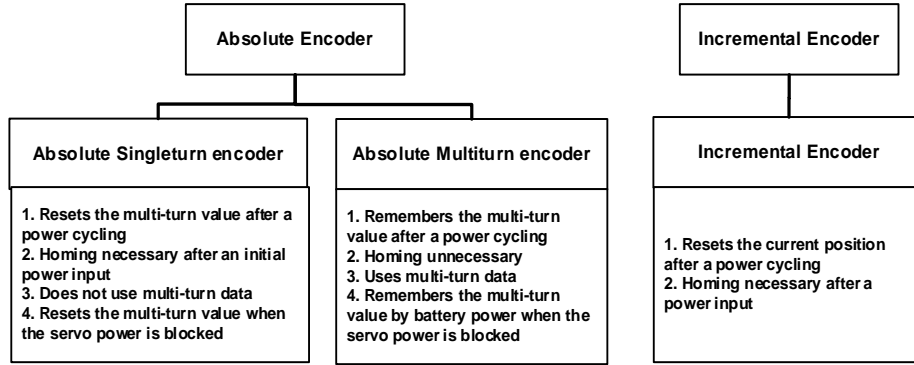 Absolute Encoder
Incremental Encoder
Absolute Singleturn encoder
Absolute Multiturn encoder
Incremental Encoder
1. Resets the multi-turn value after a
power cycling
2. Homing necessary after an initial
power input
3. Does not use multi-turn data
4. Resets the multi-turn value when
the servo power is blocked
1. Remembers the multi-turn
value after a power cycling
2. Homing unnecessary
3. Uses multi-turn data
4. Remembers the multi-turn
value by battery power when the
servo power is blocked
1. Resets the current position
after a power cycling
2. Homing necessary after a
power input